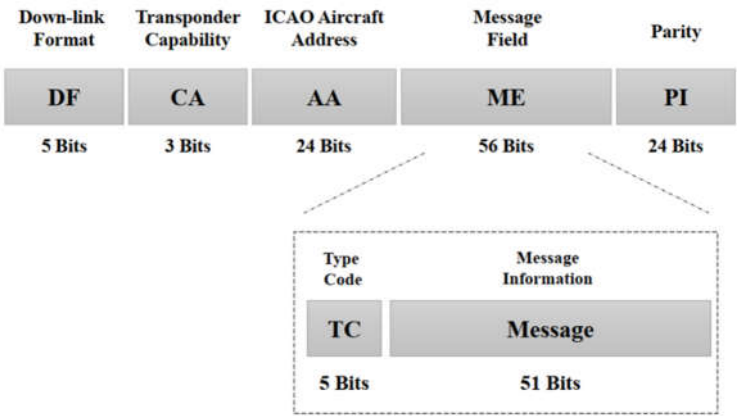 Down-link Transponder ICAO Aircraft Message
Format Capability Address Field Parity
DF CA AA ME PI
5 Bits 3 Bits 24 Bits 56 Bits 24 Bits
Type Message
Code Information
TC Message
5 Bits 51 Bits